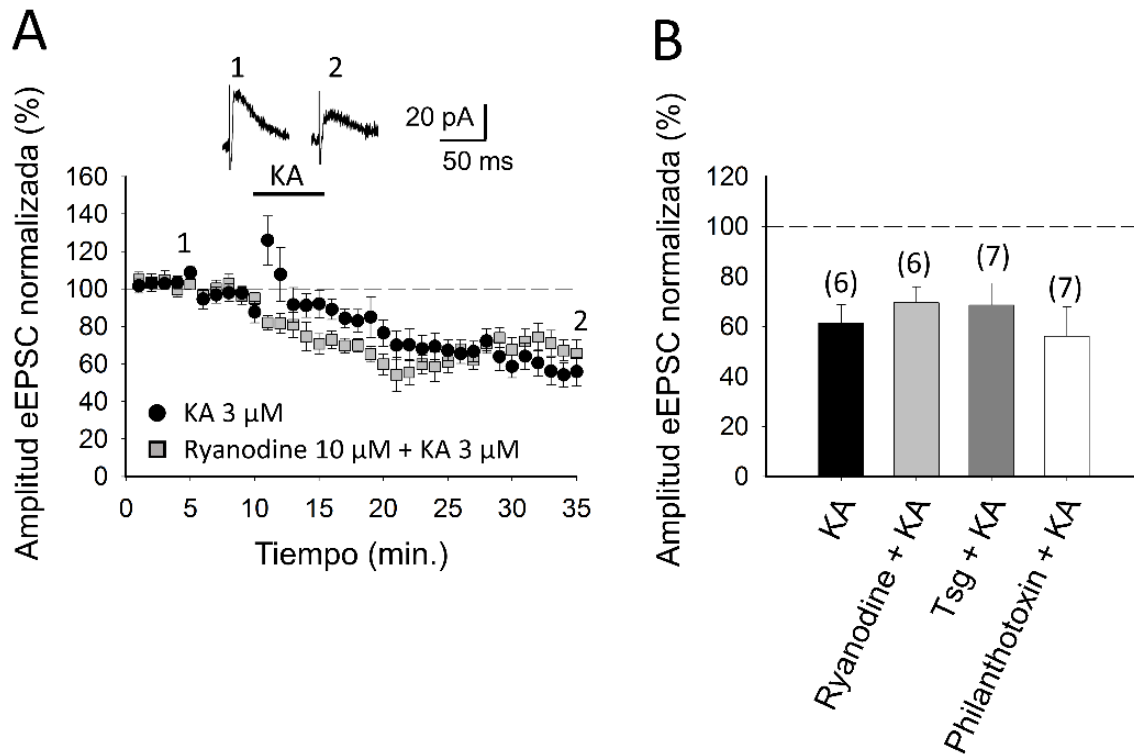 A
1
2
20 pA
50 ms
KA
Amplitud eEPSC normalizada (%)
160
140
120
100
80
60
40
20
0
1
2
KA 3 µM
Ryanodine 10 µM + KA 3 µM
0 5 10 15 20 25 30 35
Tiempo (min.)
B
Amplitud eEPSC normalizada (%)
120
100
80
60
40
20
0
(6)
(6)
(7)
(7)
KA
Ryanodine + KA
Tsg + KA
Philanthotoxin + KA